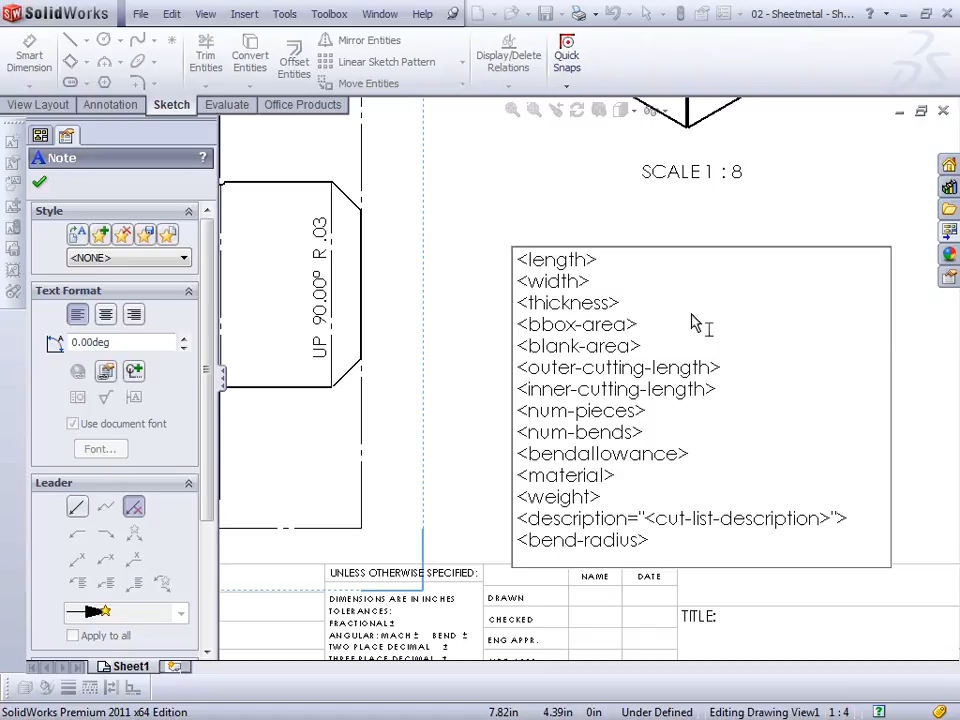 SolidWorks
File Edit View Insert Tools Toolbox Window Help
02 - Sheetmetal - Sh...
Smart Dimension
Trim Entities
Convert Entities
Offset Entities
Mirror Entities
Linear Sketch Pattern
Move Entities
Display/Delete Relations
Quick Snaps
View Layout Annotation Sketch Evaluate Office Products
Note ?
Style
<NONE>
Text Format
0.00deg
Use document font
Font...
Leader
Apply to all
UP 90.00° R .03
SCALE 1 : 8
<length>
<width>
<thickness>
<bbox-area>
<blank-area>
<outer-cutting-length>
<inner-cutting-length>
<num-pieces>
<num-bends>
<bendallowance>
<material>
<weight>
<description="<cut-list-description>">
<bend-radius>
UNLESS OTHERWISE SPECIFIED:
DIMENSIONS ARE IN INCHES
TOLERANCES:
FRACTIONAL ±
ANGULAR: MACH ± BEND ±
TWO PLACE DECIMAL ±
THREE PLACE DECIMAL ±
NAME DATE
DRAWN
CHECKED
ENG APPR.
TITLE:
Sheet1
SolidWorks Premium 2011 x64 Edition
7.82in 4.39in 0in Under Defined Editing Drawing View1 1 : 4